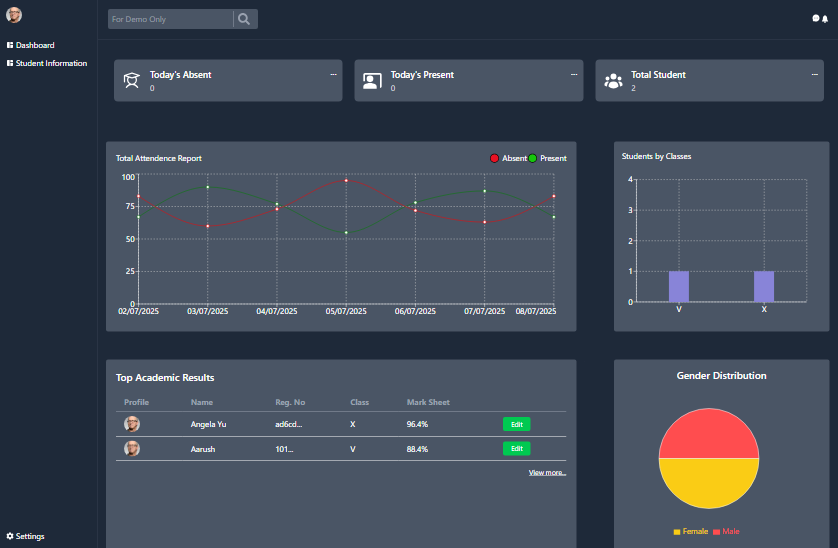 For Demo Only
Dashboard
Student Information
Today's Absent
0
Today's Present
0
Total Student
2
Total Attendence Report
Absent Present
100
75
50
25
0
02/07/2025 03/07/2025 04/07/2025 05/07/2025 06/07/2025 07/07/2025 08/07/2025
Students by Classes
4
3
2
1
0
V X
Top Academic Results
Profile Name Reg. No Class Mark Sheet
Angela Yu ad6cd... X 96.4% Edit
Aarush 101... V 88.4% Edit
View more..
Gender Distribution
Female Male
Settings